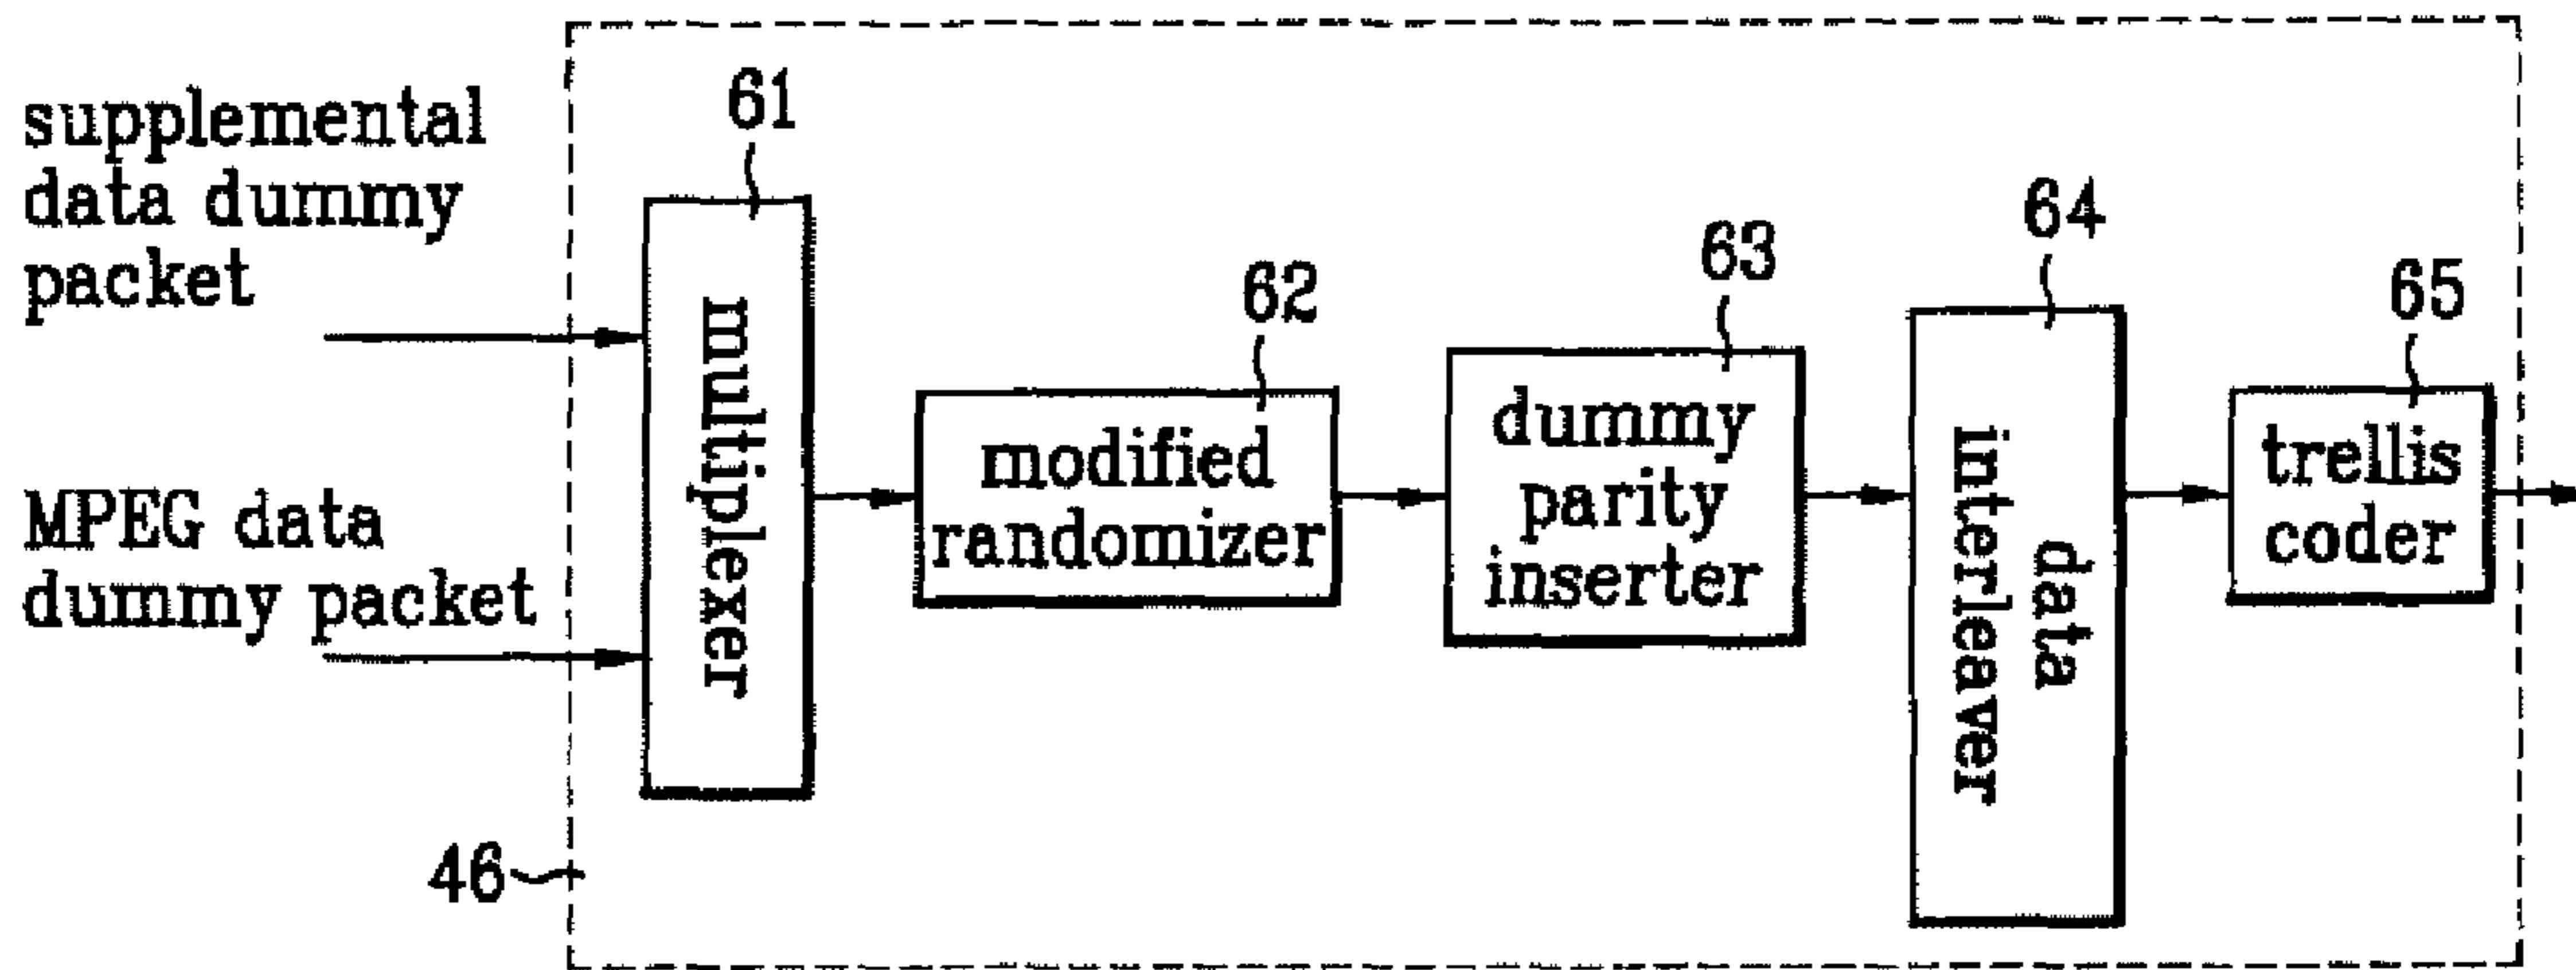 supplemental
data dummy
packet
MPEG data
dummy packet
46
61
multiplexer
62
modified
randomizer
63
dummy
parity
inserter
64
data
interleaver
65
trellis
coder